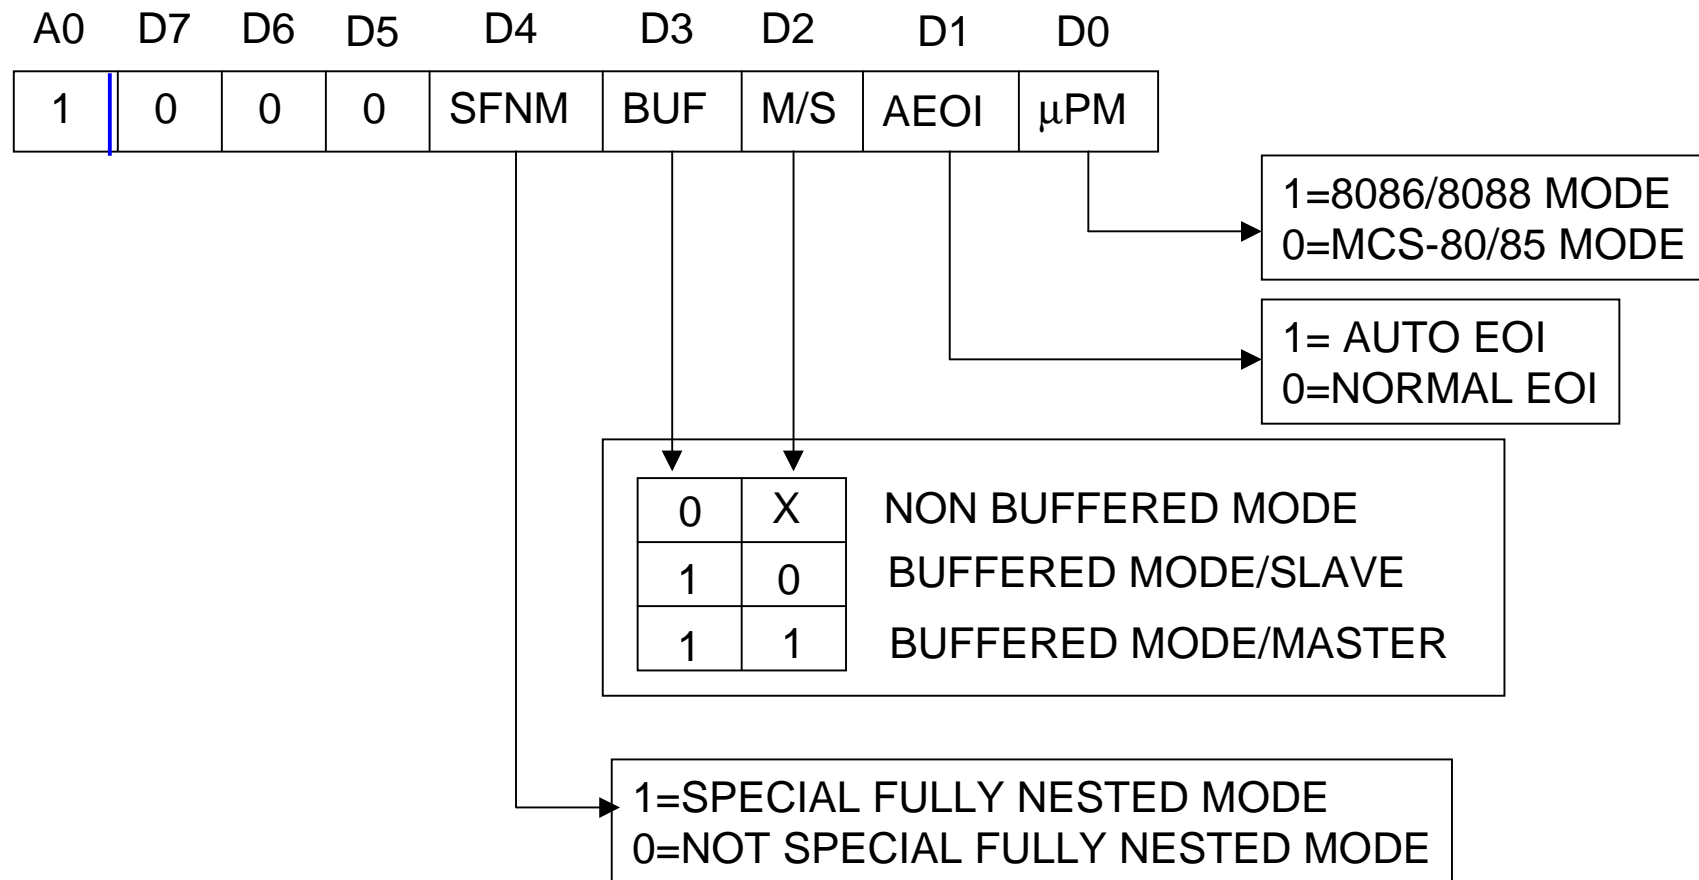 A0 D7 D6 D5 D4 D3 D2 D1 D0
1 0 0 0 SFNM BUF M/S AEOI μPM
1=8086/8088 MODE
0=MCS-80/85 MODE
1= AUTO EOI
0=NORMAL EOI
0 X NON BUFFERED MODE
1 0 BUFFERED MODE/SLAVE
1 1 BUFFERED MODE/MASTER
1=SPECIAL FULLY NESTED MODE
0=NOT SPECIAL FULLY NESTED MODE